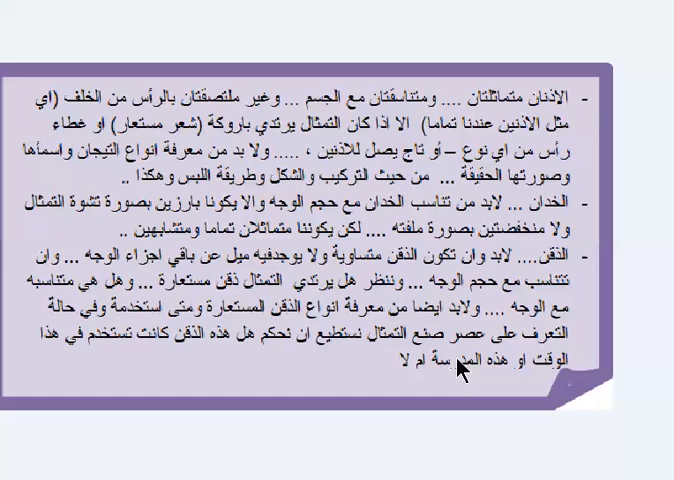 - الاذنان متماثلتان .... ومتناسقتان مع الجسم ... وغير ملتصقتان بالرأس من الخلف (اي
مثل الاذنين عندنا تماما) الا اذا كان التمثال يرتدي باروكة (شعر مستعار) او غطاء
رأس من اي نوع – أو تاج يصل للاذنين ، ..... ولا بد من معرفة انواع التيجان واسمأها
وصورتها الحقيقة ... من حيث التركيب والشكل وطريقة اللبس وهكذا ..
- الخدان ... لابد من تناسب الخدان مع حجم الوجه والا يكونا بارزين بصورة تشوة التمثال
ولا منخفضتين بصورة ملفته .... لكن يكوننا متماثلان تماما ومتشابهين ..
- الذقن.... لابد وان تكون الذقن متساوية ولا يوجدفيه ميل عن باقي اجزاء الوجه ... وان
تتناسب مع حجم الوجه ... وننظر هل يرتدي التمثال ذقن مستعارة ... وهل هي متناسبه
مع الوجه .... ولابد ايضا من معرفة انواع الذقن المستعارة ومتى استخدمة وفي حالة
التعرف على عصر صنع التمثال نستطيع ان نحكم هل هذه الذقن كانت تستخدم في هذا
الوقت او هذه المدرسة ام لا